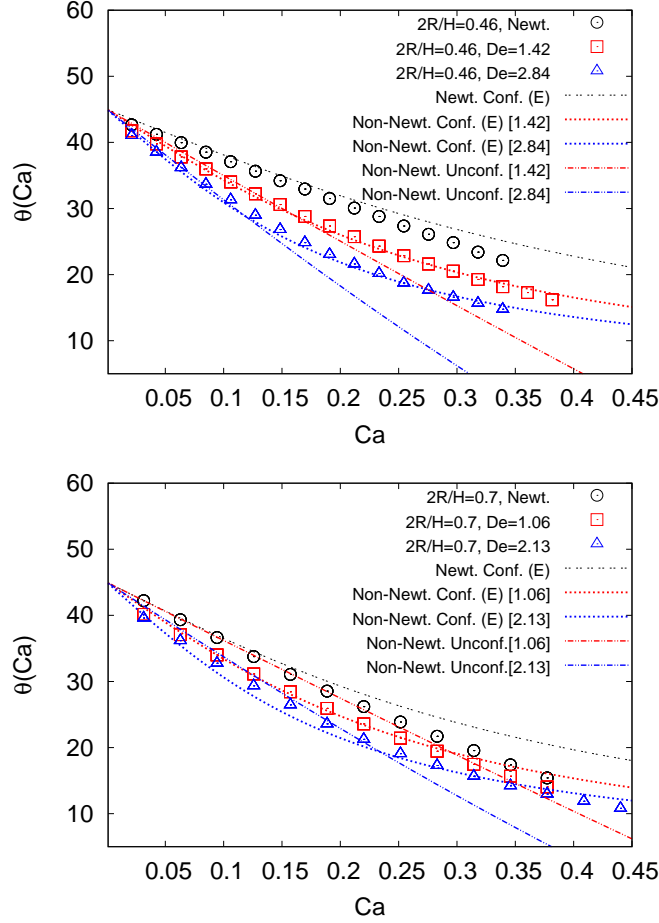 2R/H=0.46, Newt.
2R/H=0.46, De=1.42
2R/H=0.46, De=2.84
Newt. Conf. (E)
Non-Newt. Conf. (E) [1.42]
Non-Newt. Conf. (E) [2.84]
Non-Newt. Unconf. [1.42]
Non-Newt. Unconf. [2.84]
60
50
40
30
20
10
θ(Ca)
0.05 0.1 0.15 0.2 0.25 0.3 0.35 0.4 0.45
Ca
2R/H=0.7, Newt.
2R/H=0.7, De=1.06
2R/H=0.7, De=2.13
Newt. Conf. (E)
Non-Newt. Conf. (E) [1.06]
Non-Newt. Conf. (E) [2.13]
Non-Newt. Unconf.[1.06]
Non-Newt. Unconf.[2.13]
60
50
40
30
20
10
θ(Ca)
0.05 0.1 0.15 0.2 0.25 0.3 0.35 0.4 0.45
Ca